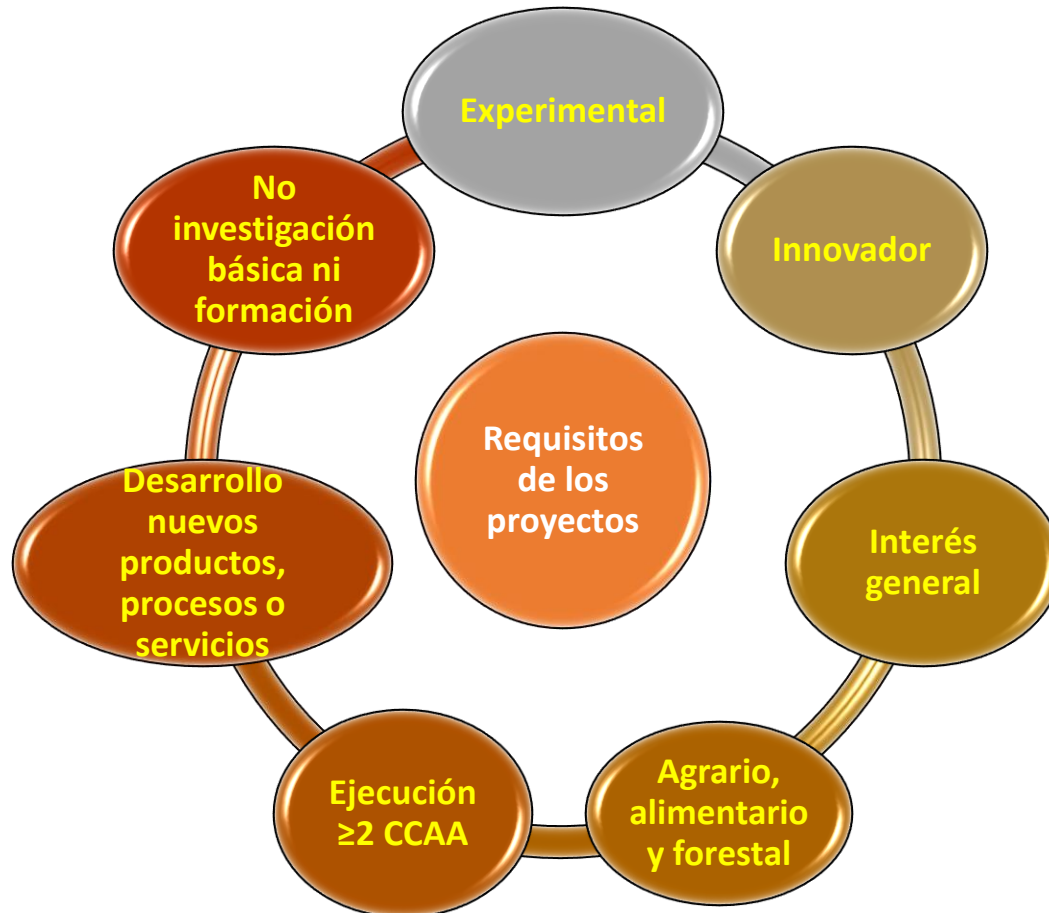 Experimental
Innovador
Interés
general
Agrario,
alimentario
y forestal
Ejecución
≥2 CCAA
Desarrollo
nuevos
productos,
procesos o
servicios
No
investigación
básica ni
formación
Requisitos
de los
proyectos